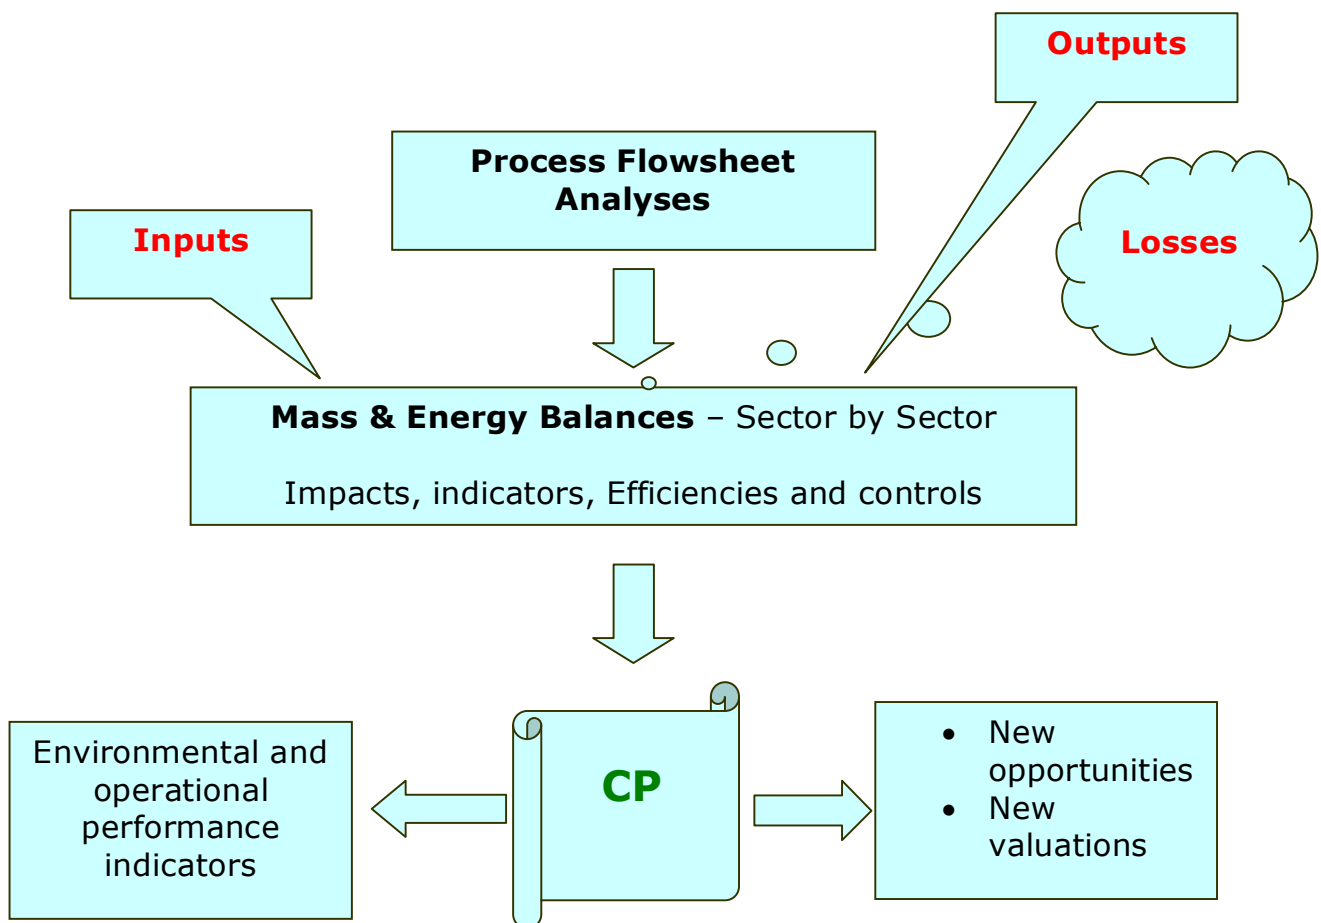 Outputs
Process Flowsheet
Analyses
Inputs
Losses
Mass & Energy Balances – Sector by Sector
Impacts, indicators, Efficiencies and controls
Environmental and
operational
performance
indicators
CP
• New
opportunities
• New
valuations